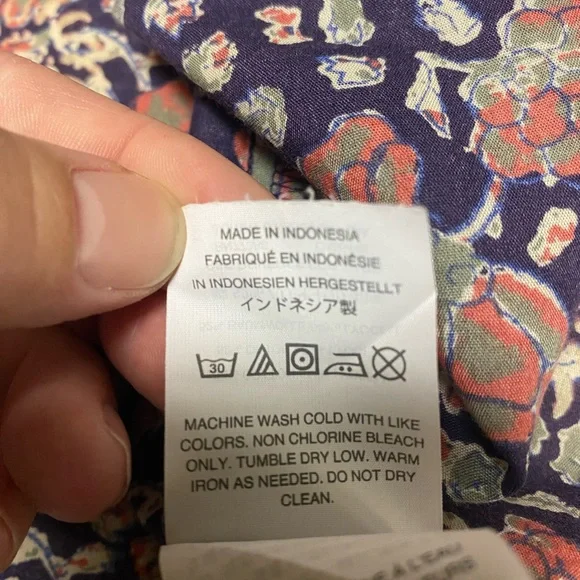 MADE IN INDONESIA
FABRIQUÉ EN INDONÉSIE
IN INDONESIEN HERGESTELLT
インドネシア製
30
MACHINE WASH COLD WITH LIKE
COLORS. NON CHLORINE BLEACH
ONLY. TUMBLE DRY LOW. WARM
IRON AS NEEDED. DO NOT DRY
CLEAN.
À L'EAU